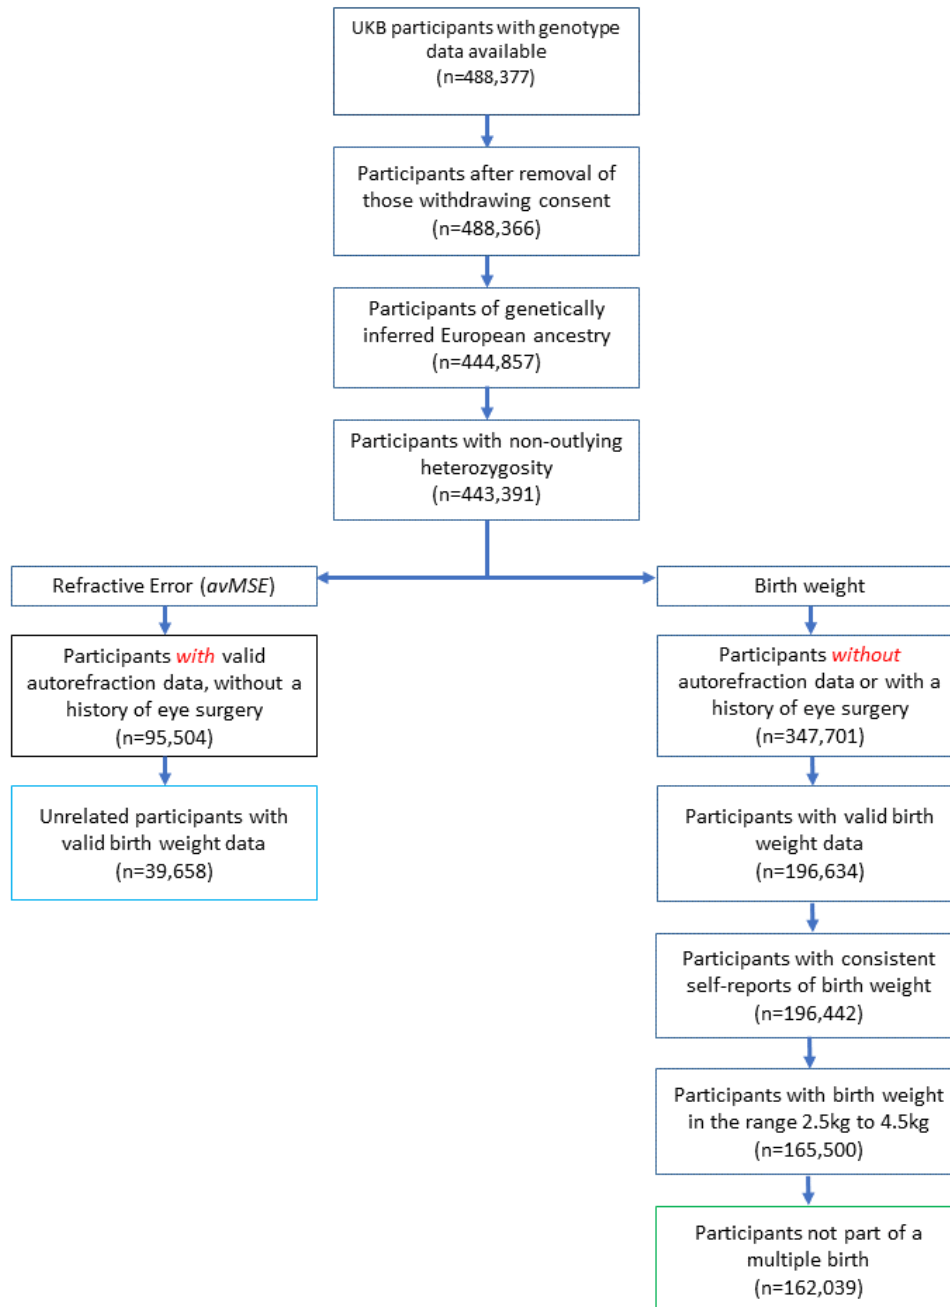 UKB participants with genotype
data available
(n=488,377)
Participants after removal of
those withdrawing consent
(n=488,366)
Participants of genetically
inferred European ancestry
(n=444,857)
Participants with non-outlying
heterozygosity
(n=443,391)
Refractive Error (avMSE)
Participants with valid
autorefraction data, without a
history of eye surgery
(n=95,504)
Unrelated participants with
valid birth weight data
(n=39,658)
Birth weight
Participants without
autorefraction data or with a
history of eye surgery
(n=347,701)
Participants with valid birth
weight data
(n=196,634)
Participants with consistent
self-reports of birth weight
(n=196,442)
Participants with birth weight
in the range 2.5kg to 4.5kg
(n=165,500)
Participants not part of a
multiple birth
(n=162,039)